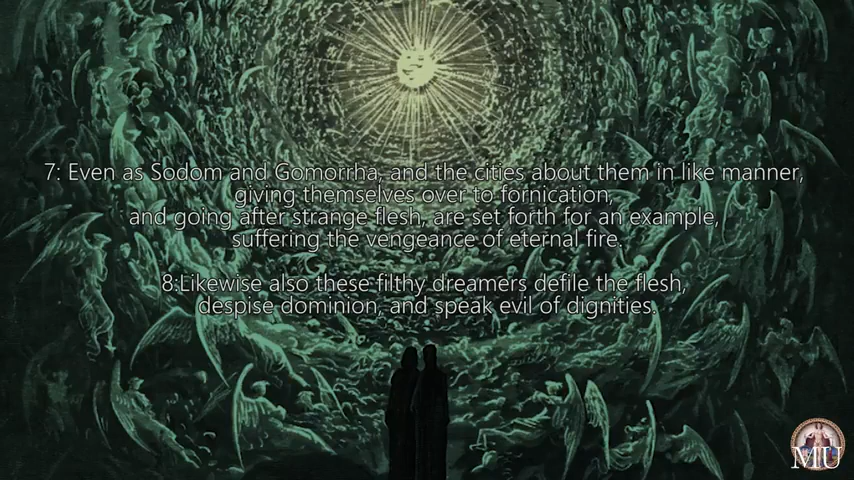 7: Even as Sodom and Gomorrha, and the cities about them in like manner,
giving themselves over to fornication,
and going after strange flesh, are set forth for an example,
suffering the vengeance of eternal fire.
8:Likewise also these filthy dreamers defile the flesh,
despise dominion, and speak evil of dignities.
MU